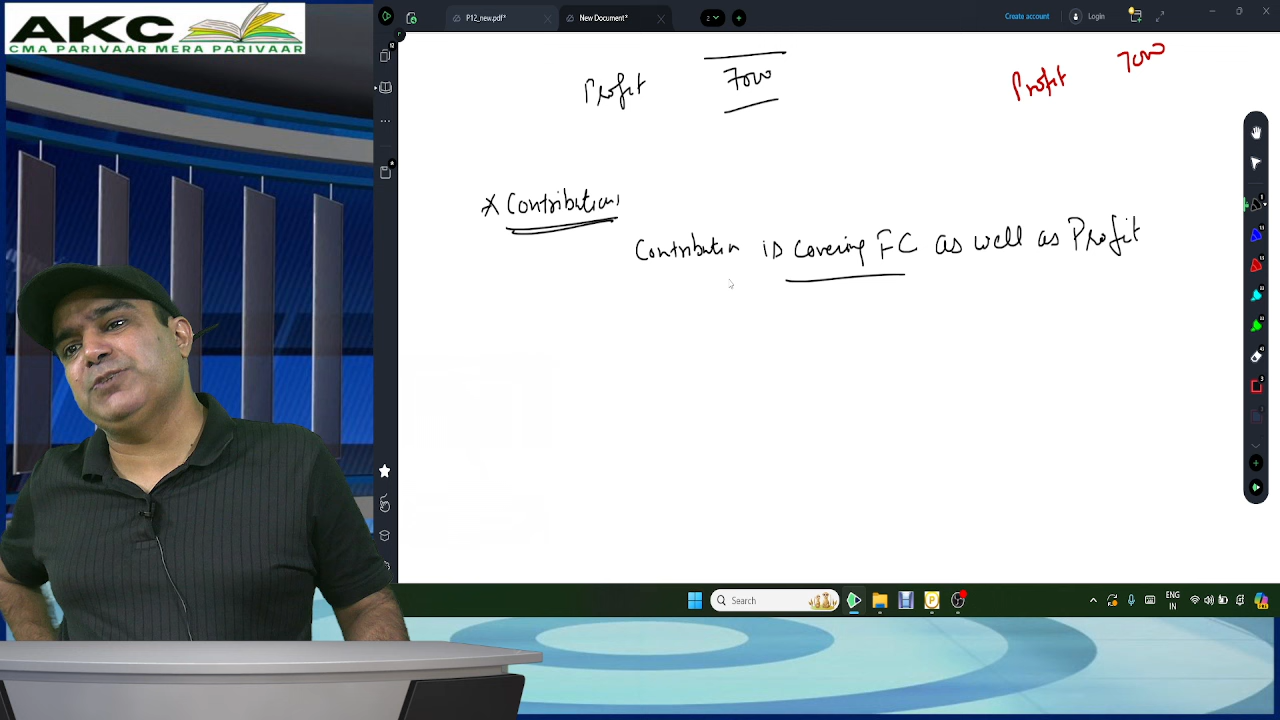 AKC
CMA PARIVAAR MERA PARIVAAR
P12_new.pdf*
New Document*
2
Create account
Login
Profit 7000
Profit 7000
* Contribution
Contribution is covering FC as well as Profit
Search
ENG
IN